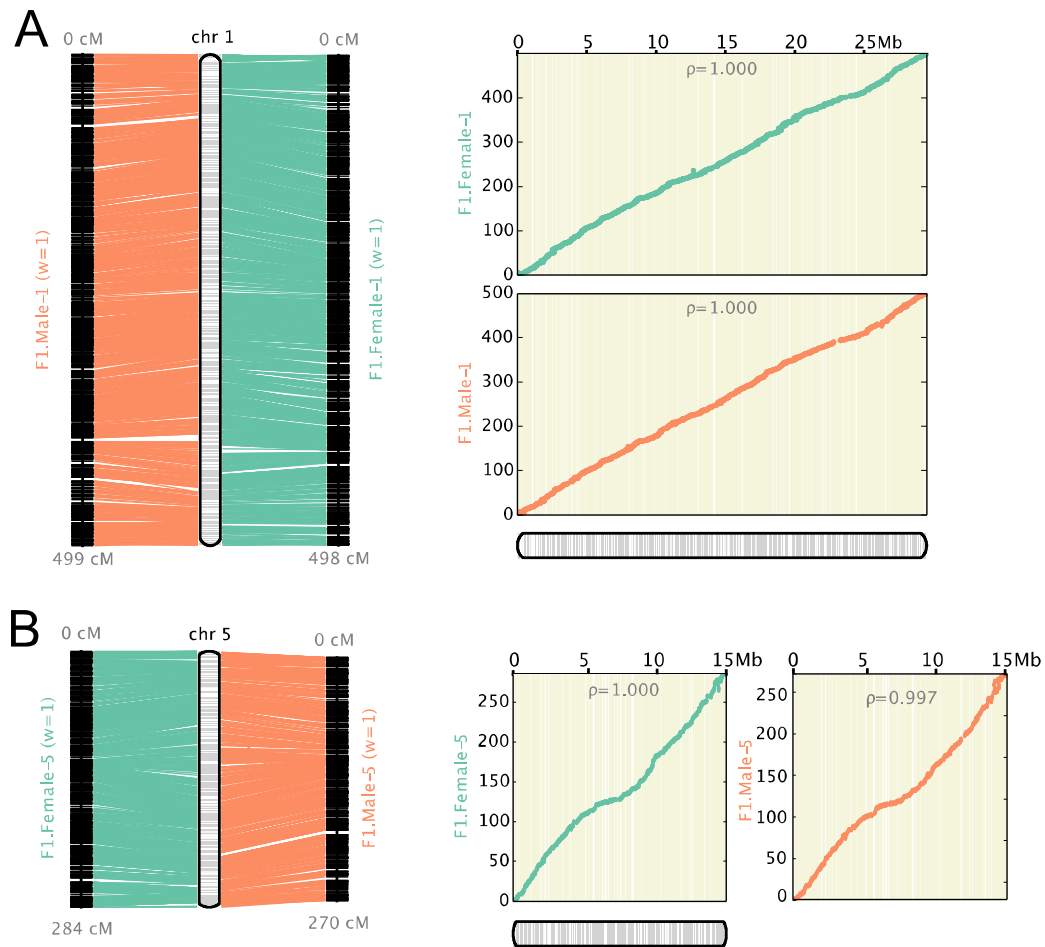 A
0 cM
chr 1
0 cM
F1.Male-1 (w=1)
F1.Female-1 (w=1)
499 cM
498 cM
0 5 10 15 20 25Mb
ρ=1.000
F1.Female-1
400
300
200
100
0
ρ=1.000
F1.Male-1
500
400
300
200
100
0
B
0 cM
chr 5
0 cM
F1.Female-5 (w=1)
F1.Male-5 (w=1)
284 cM
270 cM
0 5 10 15Mb
ρ=1.000
F1.Female-5
250
200
150
100
50
0
0 5 10 15Mb
ρ=0.997
F1.Male-5
250
200
150
100
50
0